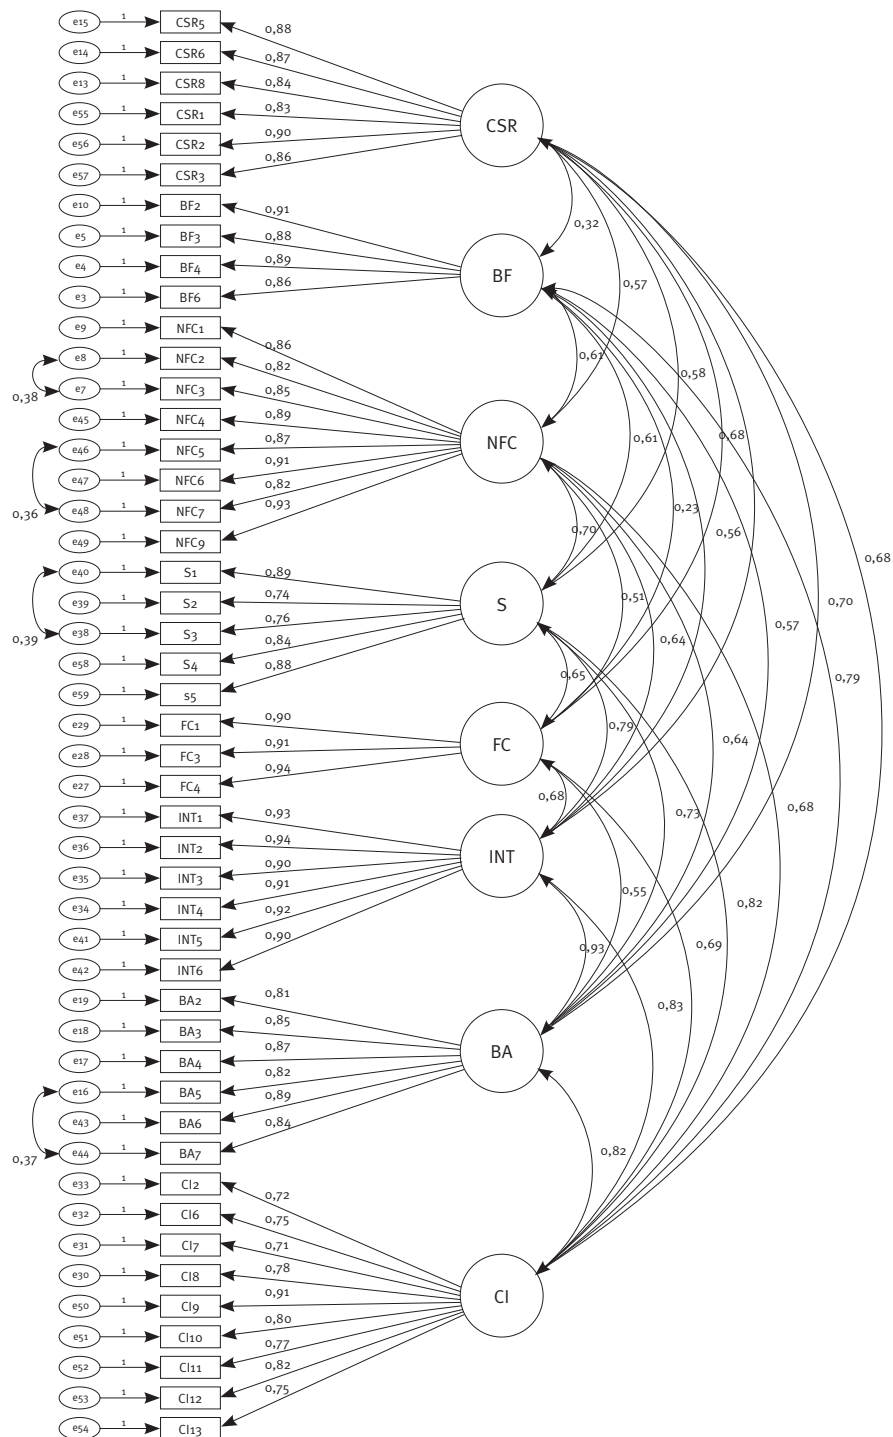 e15 1 CSR5 0,88
e14 1 CSR6 0,87
e13 1 CSR8 0,84
e55 1 CSR1 0,83
e56 1 CSR2 0,90
e57 1 CSR3 0,86
CSR
e10 1 BF2 0,91
e5 1 BF3 0,88
e4 1 BF4 0,89
e3 1 BF6 0,86
BF
e9 1 NFC1 0,86
e8 1 NFC2 0,82
e7 1 NFC3 0,85
0,38
e45 1 NFC4 0,89
e46 1 NFC5 0,87
e47 1 NFC6 0,91
e48 1 NFC7 0,82
0,36
e49 1 NFC9 0,93
NFC
e40 1 S1 0,89
e39 1 S2 0,74
e38 1 S3 0,76
0,39
e58 1 S4 0,84
e59 1 s5 0,88
S
e29 1 FC1 0,90
e28 1 FC3 0,91
e27 1 FC4 0,94
FC
e37 1 INT1 0,93
e36 1 INT2 0,94
e35 1 INT3 0,90
e34 1 INT4 0,91
e41 1 INT5 0,92
e42 1 INT6 0,90
INT
e19 1 BA2 0,81
e18 1 BA3 0,85
e17 1 BA4 0,87
e16 1 BA5 0,82
e43 1 BA6 0,89
e44 1 BA7 0,84
0,37
BA
e33 1 CI2 0,72
e32 1 CI6 0,75
e31 1 CI7 0,71
e30 1 CI8 0,78
e50 1 CI9 0,91
e51 1 CI10 0,80
e52 1 CI11 0,77
e53 1 CI12 0,82
e54 1 CI13 0,75
CI
0,32
0,57
0,61
0,58
0,61
0,68
0,23
0,70
0,56
0,68
0,51
0,70
0,64
0,57
0,65
0,79
0,79
0,64
0,68
0,68
0,73
0,55
0,82
0,93
0,69
0,83
0,82